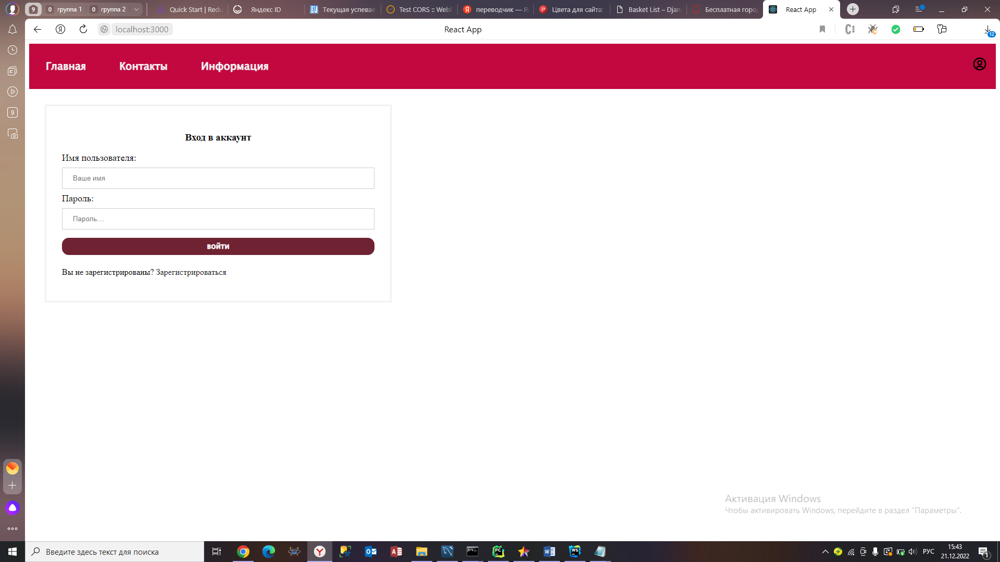 9 0 группа 1 0 группа 2 Quick Start | Redu Яндекс ID Текущая успевае Test CORS :: WebB переводчик — Я Цвета для сайта: Basket List – Djan Бесплатная горо React App
localhost:3000 React App 12
Главная Контакты Информация
9
Вход в аккаунт
Имя пользователя:
Ваше имя
Пароль:
Пароль....
ВОЙТИ
Вы не зарегистрированы? Зарегистрироваться
Активация Windows
Чтобы активировать Windows, перейдите в раздел "Параметры".
Введите здесь текст для поиска
РУС
15:43
21.12.2022
1